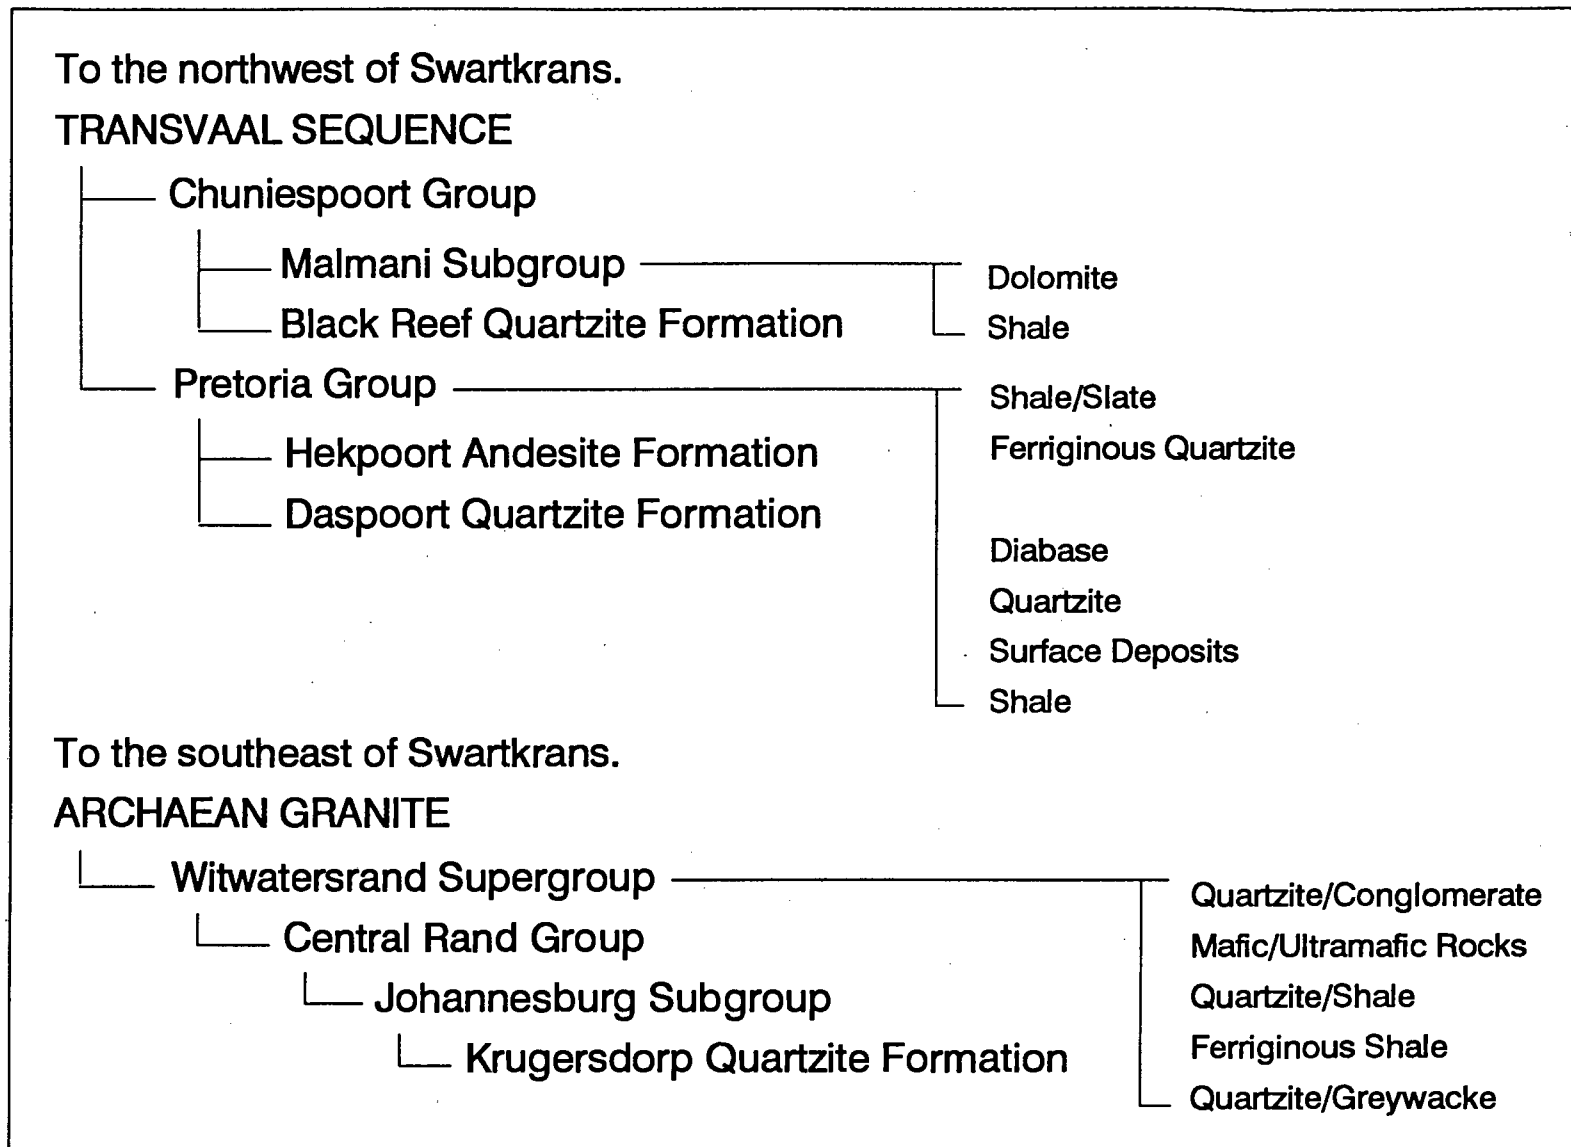 To the northwest of Swartkrans.
TRANSVAAL SEQUENCE
Chuniespoort Group
Malmani Subgroup
Dolomite
Black Reef Quartzite Formation
Shale
Pretoria Group
Shale/Slate
Ferriginous Quartzite
Hekpoort Andesite Formation
Daspoort Quartzite Formation
Diabase
Quartzite
Surface Deposits
Shale
To the southeast of Swartkrans.
ARCHAEAN GRANITE
Witwatersrand Supergroup
Quartzite/Conglomerate
Central Rand Group
Mafic/Ultramafic Rocks
Johannesburg Subgroup
Quartzite/Shale
Krugersdorp Quartzite Formation
Ferriginous Shale
Quartzite/Greywacke